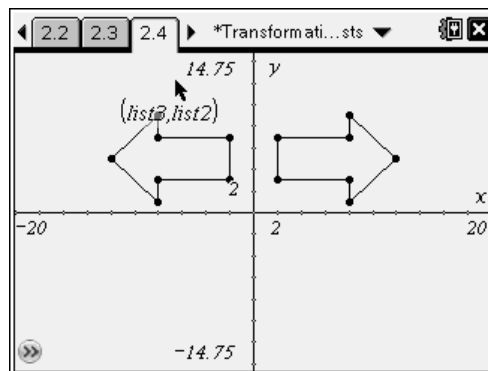 2.2 2.3 2.4 *Transformati...sts
14.75 y
(list3,list2)
2
x
-20 2 20
-14.75